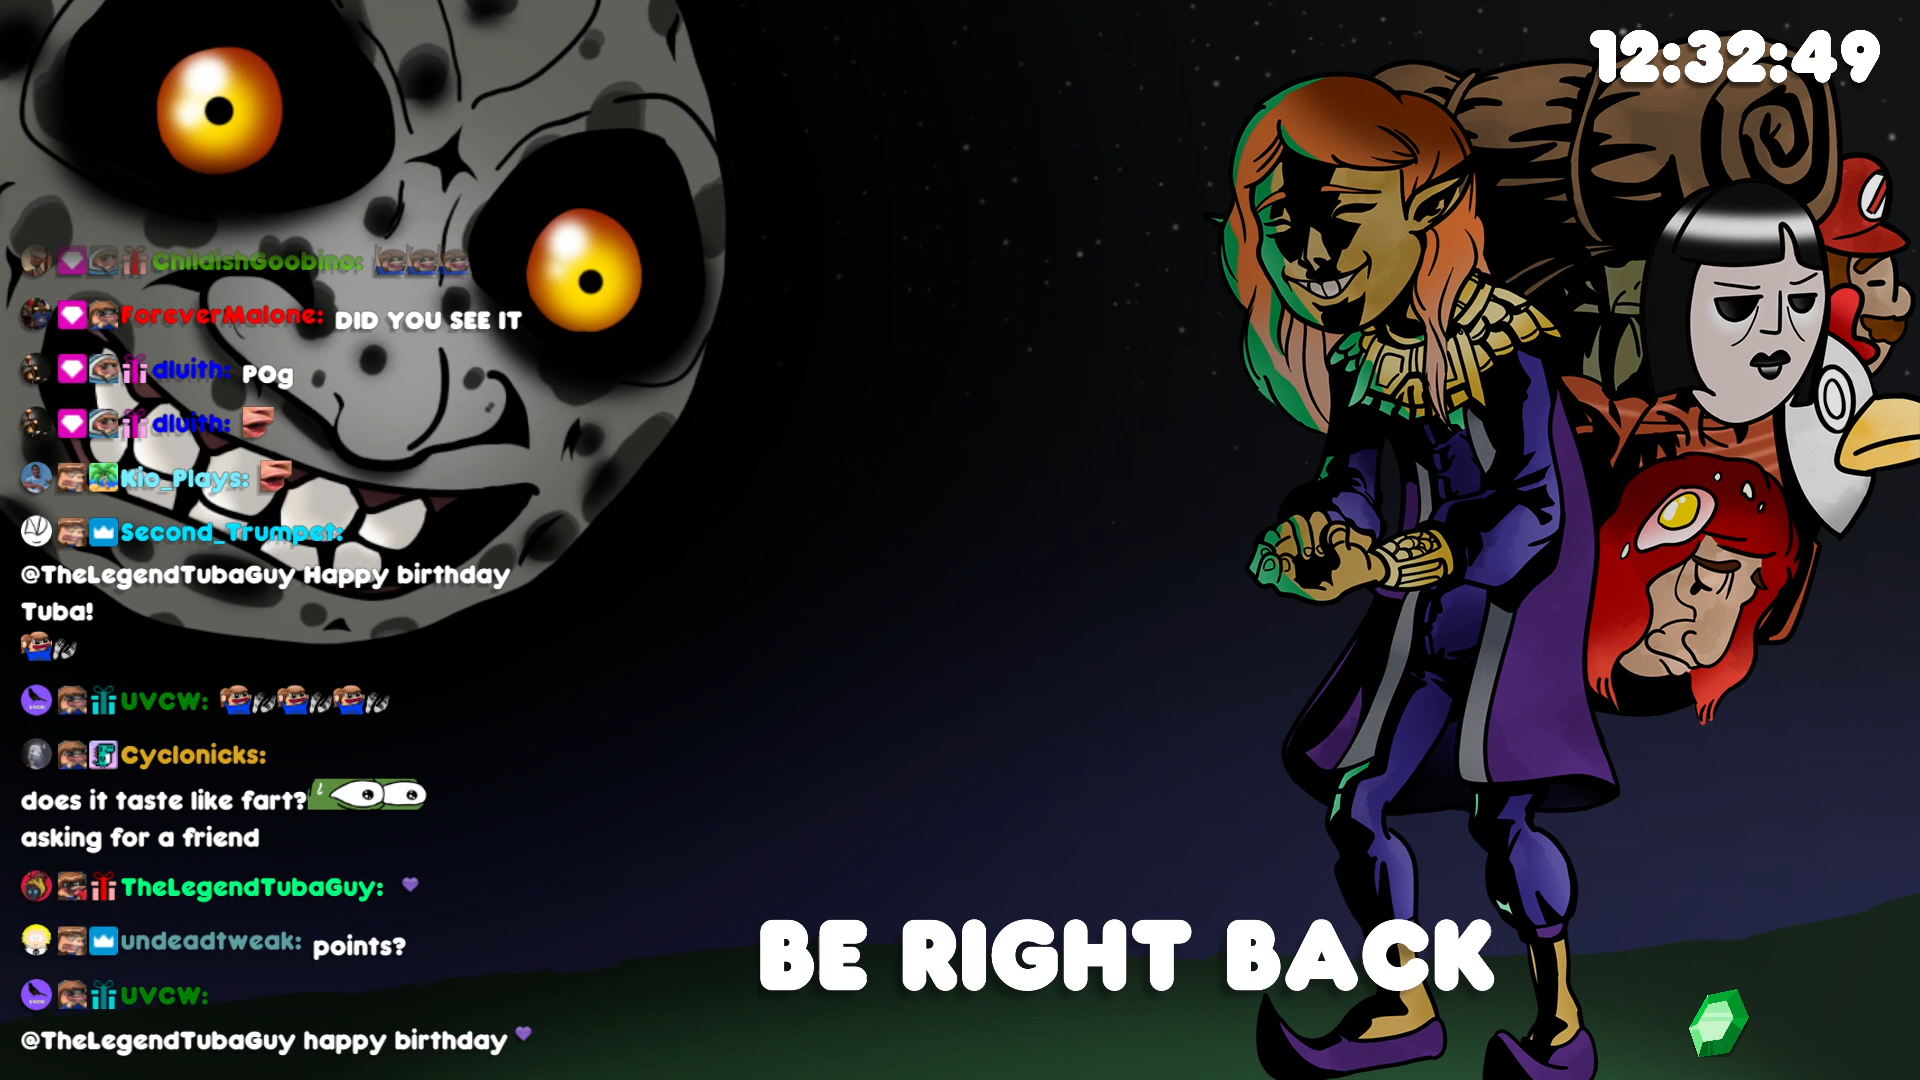 12:32:49
ChildishGoobino:
ForeverMalone: DID YOU SEE IT
dluith: POg
dluith:
Kio_Plays:
Second_Trumpet:
@TheLegendTubaGuy Happy birthday
Tuba!
UVCW:
Cyclonicks:
does it taste like fart?
asking for a friend
TheLegendTubaGuy:
undeadtweak: points?
UVCW:
@TheLegendTubaGuy happy birthday
BE RIGHT BACK